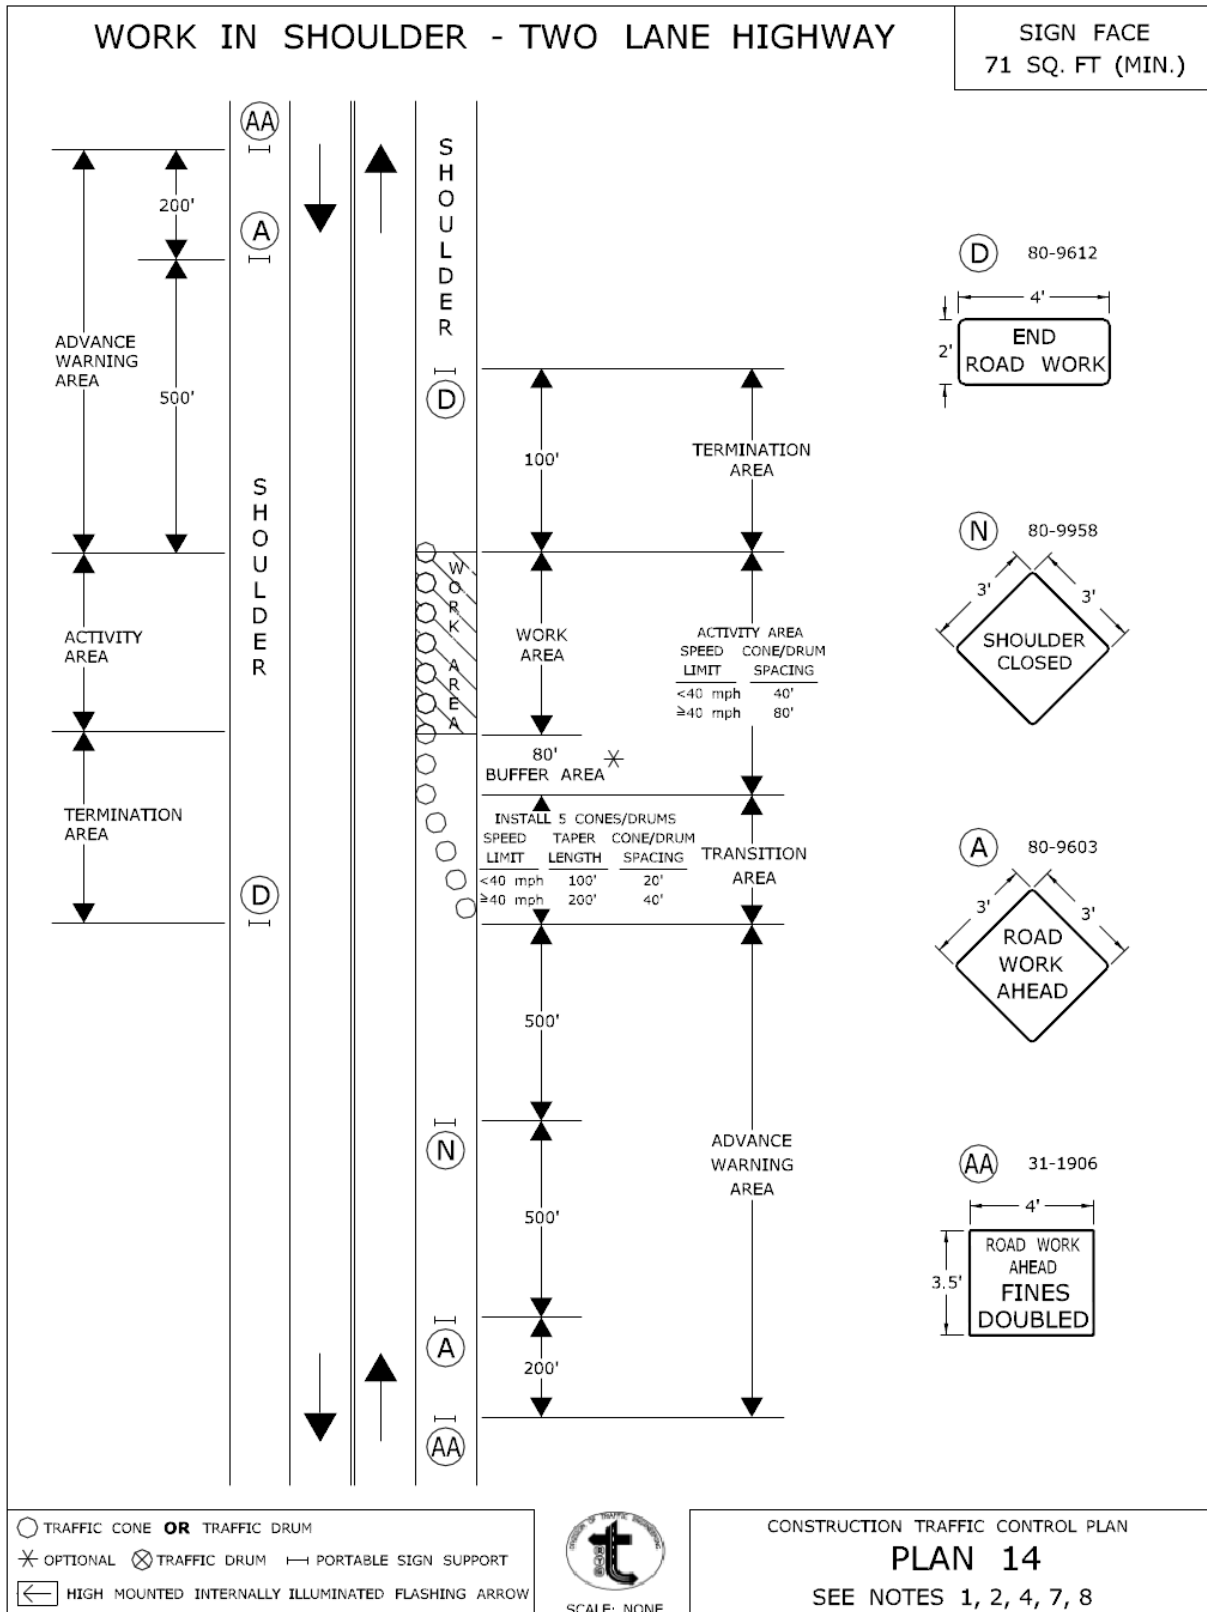 WORK IN SHOULDER - TWO LANE HIGHWAY
SIGN FACE
71 SQ. FT (MIN.)
AA
200'
A
ADVANCE
WARNING
AREA
500'
SHOULDER
SHOULDER
D
100'
TERMINATION
AREA
ACTIVITY
AREA
WORK AREA
WORK
AREA
ACTIVITY AREA
SPEED CONE/DRUM
LIMIT SPACING
<40 mph 40'
≥40 mph 80'
80'
BUFFER AREA
TERMINATION
AREA
D
INSTALL 5 CONES/DRUMS
SPEED TAPER CONE/DRUM
LIMIT LENGTH SPACING
<40 mph 100' 20'
≥40 mph 200' 40'
TRANSITION
AREA
500'
N
ADVANCE
WARNING
AREA
500'
A
200'
AA
D 80-9612
4'
2'
END
ROAD WORK
N 80-9958
3' 3'
SHOULDER
CLOSED
A 80-9603
3' 3'
ROAD
WORK
AHEAD
AA 31-1906
4'
3.5'
ROAD WORK
AHEAD
FINES
DOUBLED
TRAFFIC CONE OR TRAFFIC DRUM
OPTIONAL TRAFFIC DRUM PORTABLE SIGN SUPPORT
HIGH MOUNTED INTERNALLY ILLUMINATED FLASHING ARROW
DIVISION OF TRAFFIC ENGINEERING
SCALE: NONE
CONSTRUCTION TRAFFIC CONTROL PLAN
PLAN 14
SEE NOTES 1, 2, 4, 7, 8